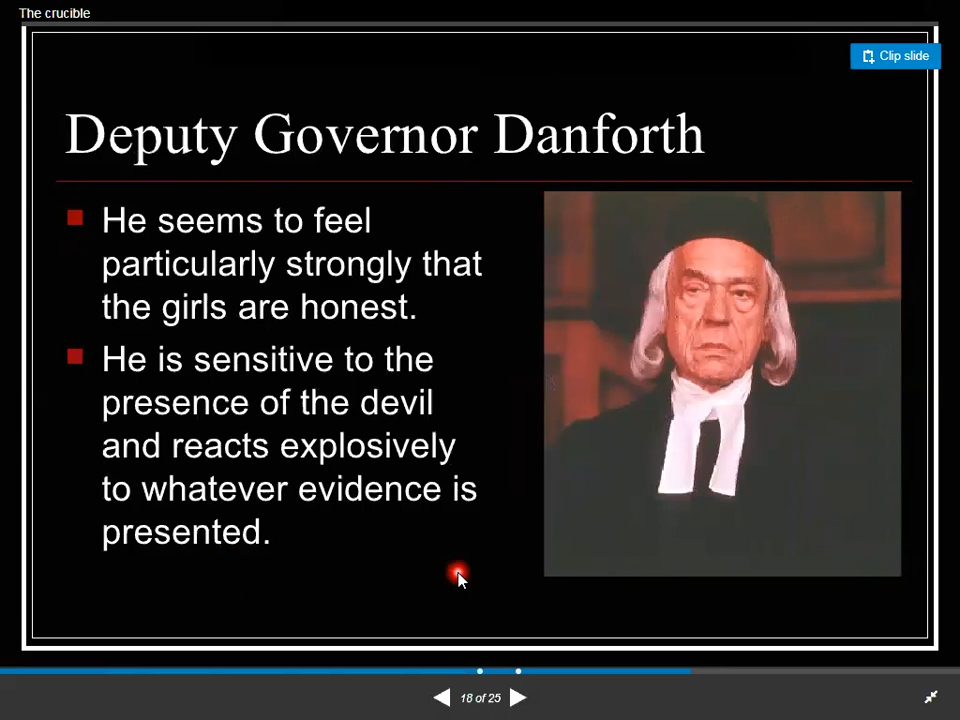 The crucible
Clip slide
Deputy Governor Danforth
He seems to feel
particularly strongly that
the girls are honest.
He is sensitive to the
presence of the devil
and reacts explosively
to whatever evidence is
presented.
18 of 25